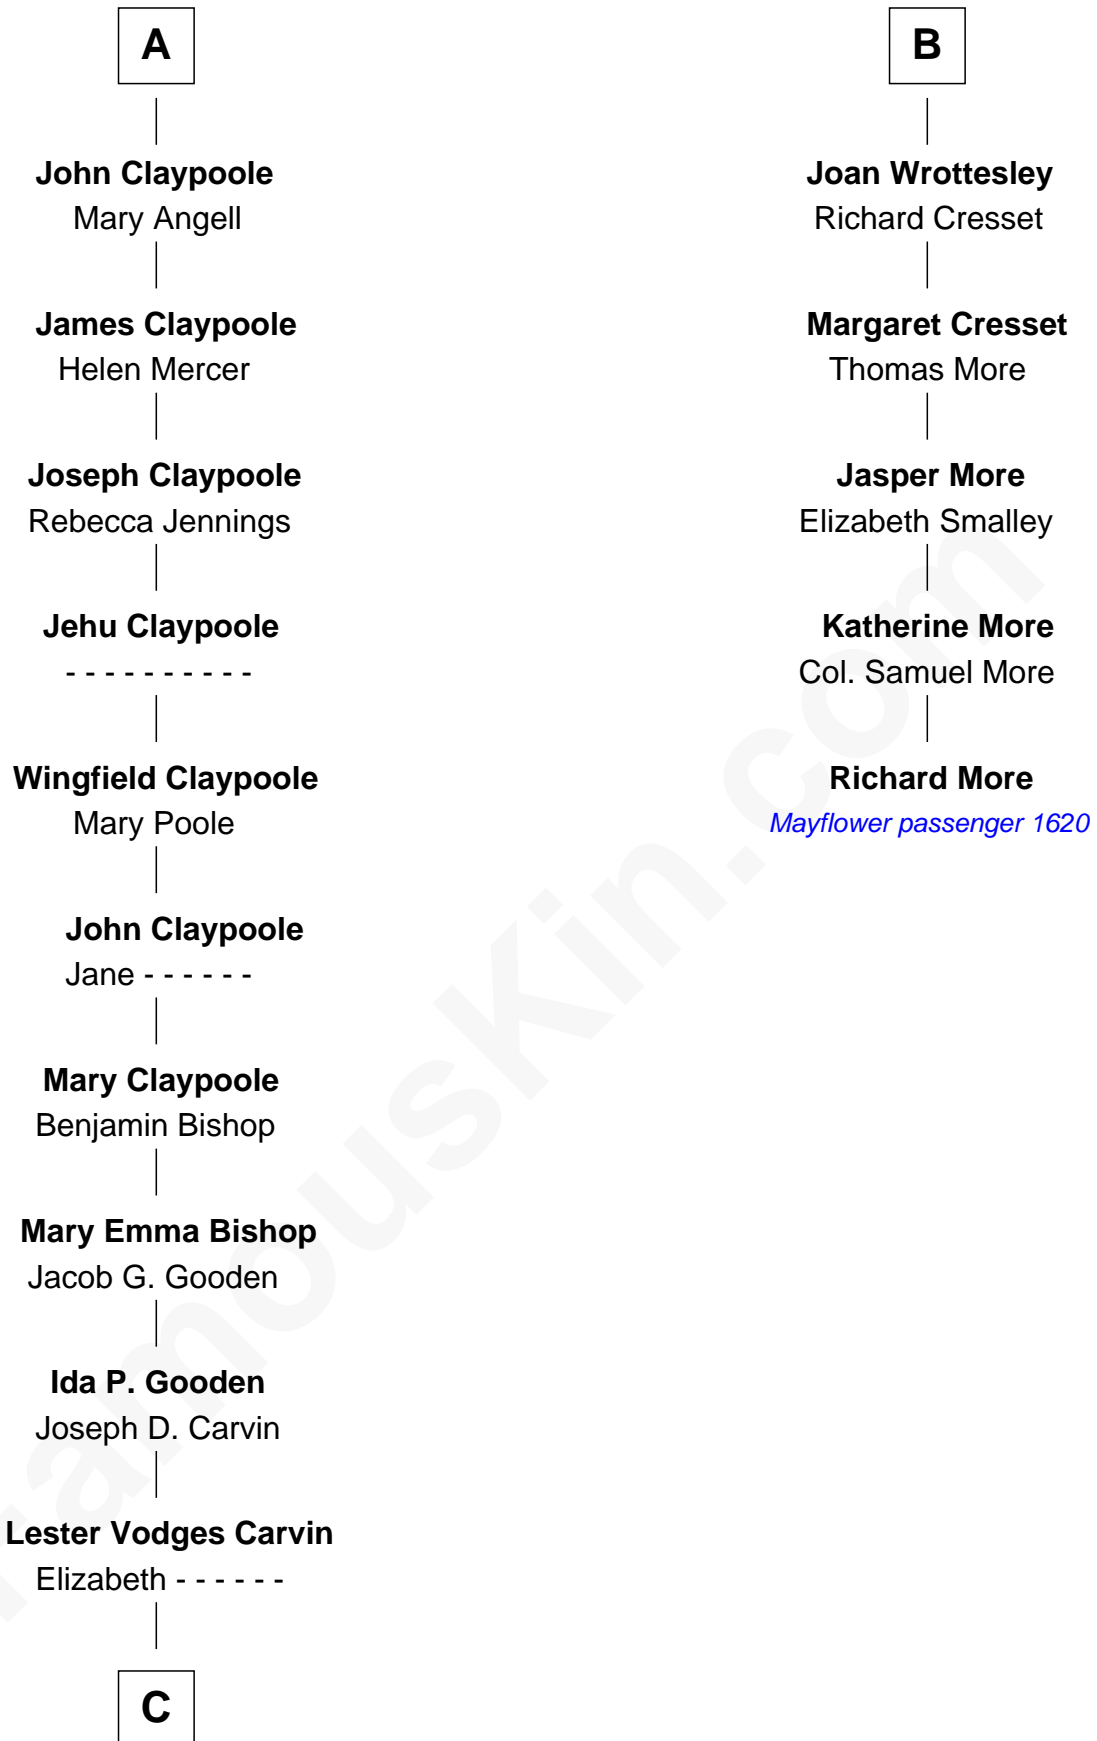 A
John Claypoole
Mary Angell
James Claypoole
Helen Mercer
Joseph Claypoole
Rebecca Jennings
Jehu Claypoole
- - - - - - - - - -
Wingfield Claypoole
Mary Poole
John Claypoole
Jane - - - - - -
Mary Claypoole
Benjamin Bishop
Mary Emma Bishop
Jacob G. Gooden
Ida P. Gooden
Joseph D. Carvin
Lester Vodges Carvin
Elizabeth - - - - - -
C
B
Joan Wrottesley
Richard Cresset
Margaret Cresset
Thomas More
Jasper More
Elizabeth Smalley
Katherine More
Col. Samuel More
Richard More
Mayflower passenger 1620
FamousKin.com